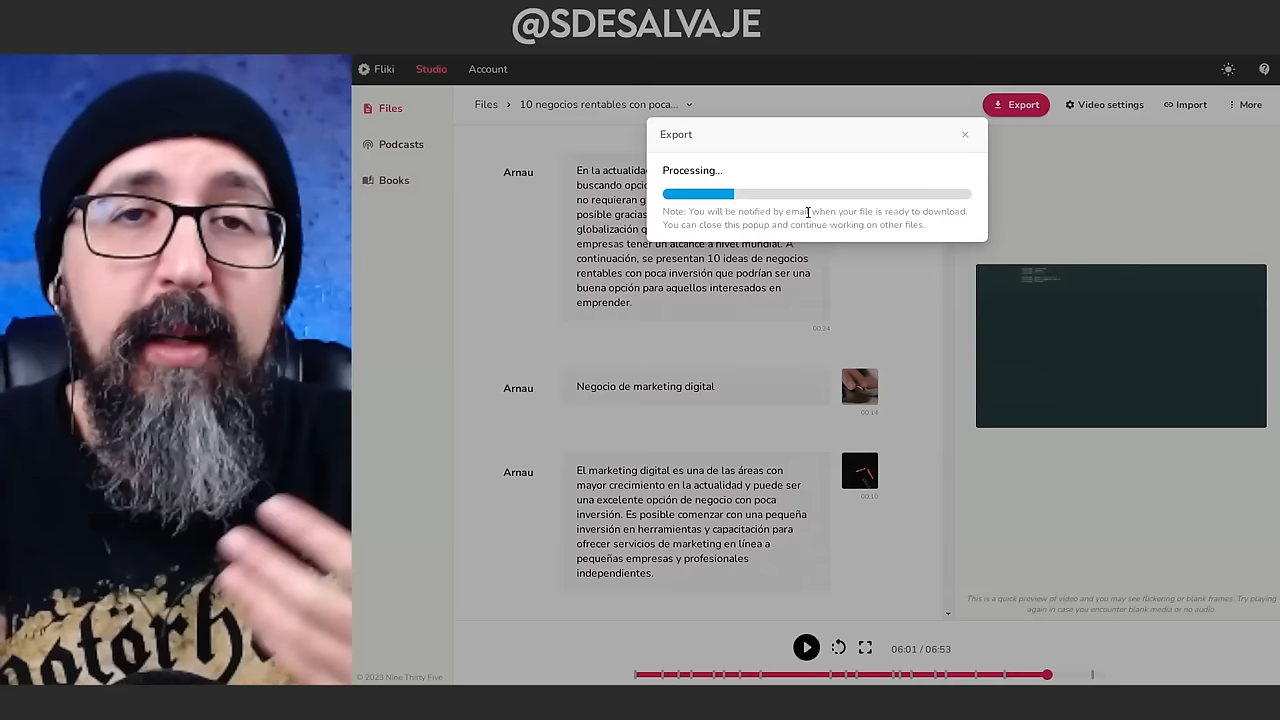 @SDESALVAJE
Fliki
Studio
Account
Files
Podcasts
Books
Files > 10 negocios rentables con poca...
Export
Video settings
Import
More
Export
Processing...
Note: You will be notified by email when your file is ready to download.
You can close this popup and continue working on other files.
Arnau
En la actualida
buscando opcio
no requieran g
posible gracias
globalización q
empresas tener un alcance a nivel mundial. A
continuación, se presentan 10 ideas de negocios
rentables con poca inversión que podrían ser una
buena opción para aquellos interesados en
emprender.
00:24
Arnau
Negocio de marketing digital
00:14
Arnau
El marketing digital es una de las áreas con
mayor crecimiento en la actualidad y puede ser
una excelente opción de negocio con poca
inversión. Es posible comenzar con una pequeña
inversión en herramientas y capacitación para
ofrecer servicios de marketing en línea a
pequeñas empresas y profesionales
independientes.
00:10
This is a quick preview of video and you may see flickering or blank frames. Try playing
again in case you encounter blank media or no audio.
06:01 / 06:53
© 2023 Nine Thirty Five
motörh